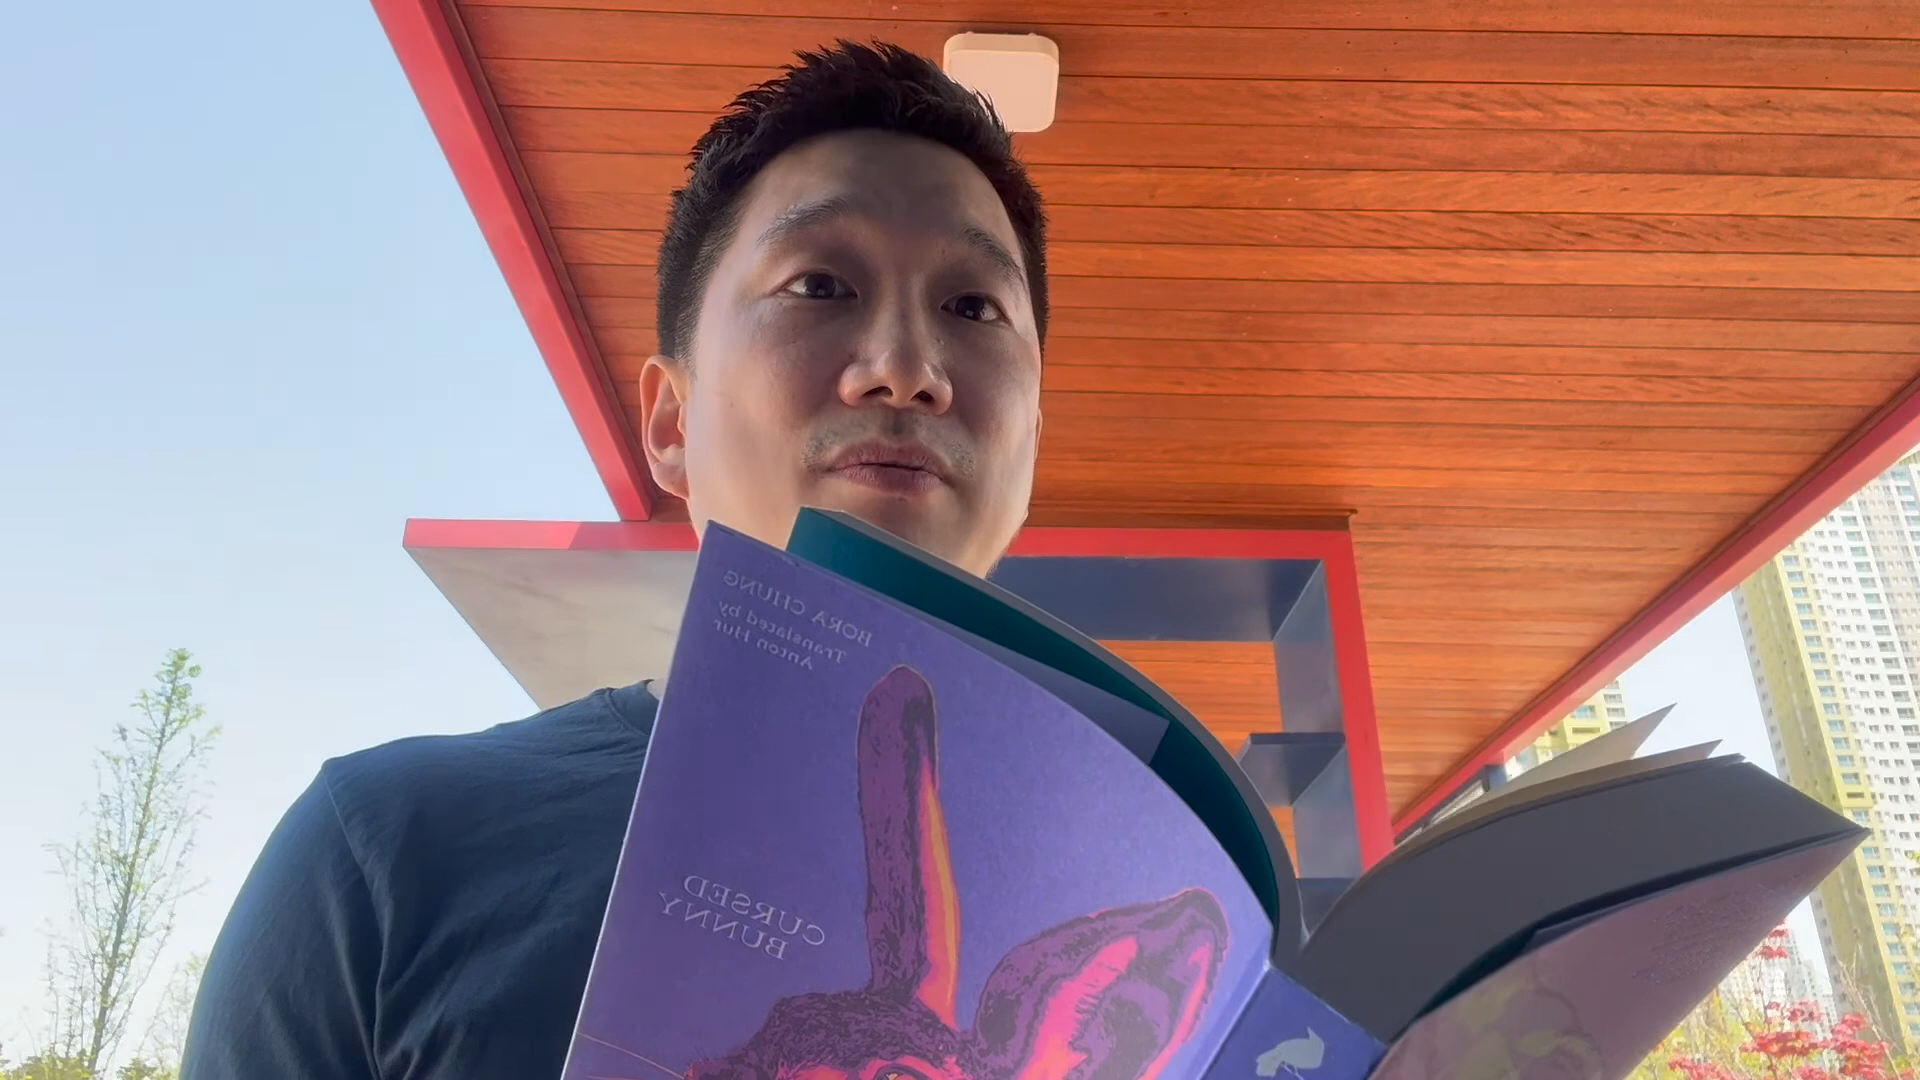 BORA CHUNG
Translated by
Anton Hur
CURSED
BUNNY